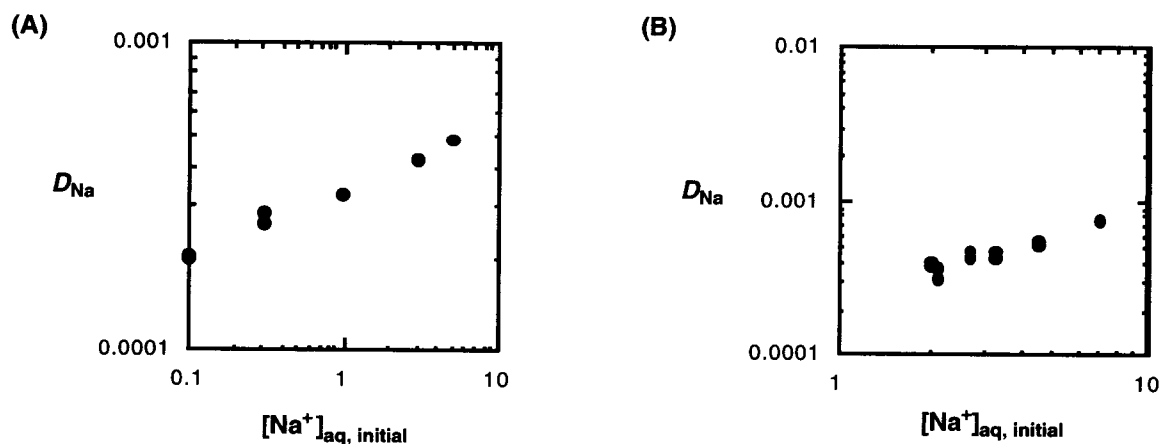 (A)
0.001
D_Na
0.0001
0.1 1 10
[Na⁺]aq, initial
(B)
0.01
D_Na
0.001
0.0001
1 10
[Na⁺]aq, initial